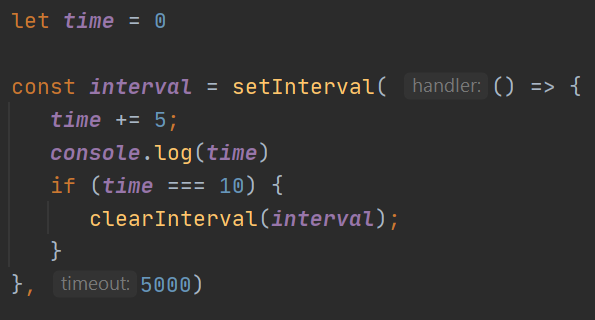 let time = 0
const interval = setInterval( handler: () => {
time += 5;
console.log(time)
if (time === 10) {
clearInterval(interval);
}
}, timeout: 5000)